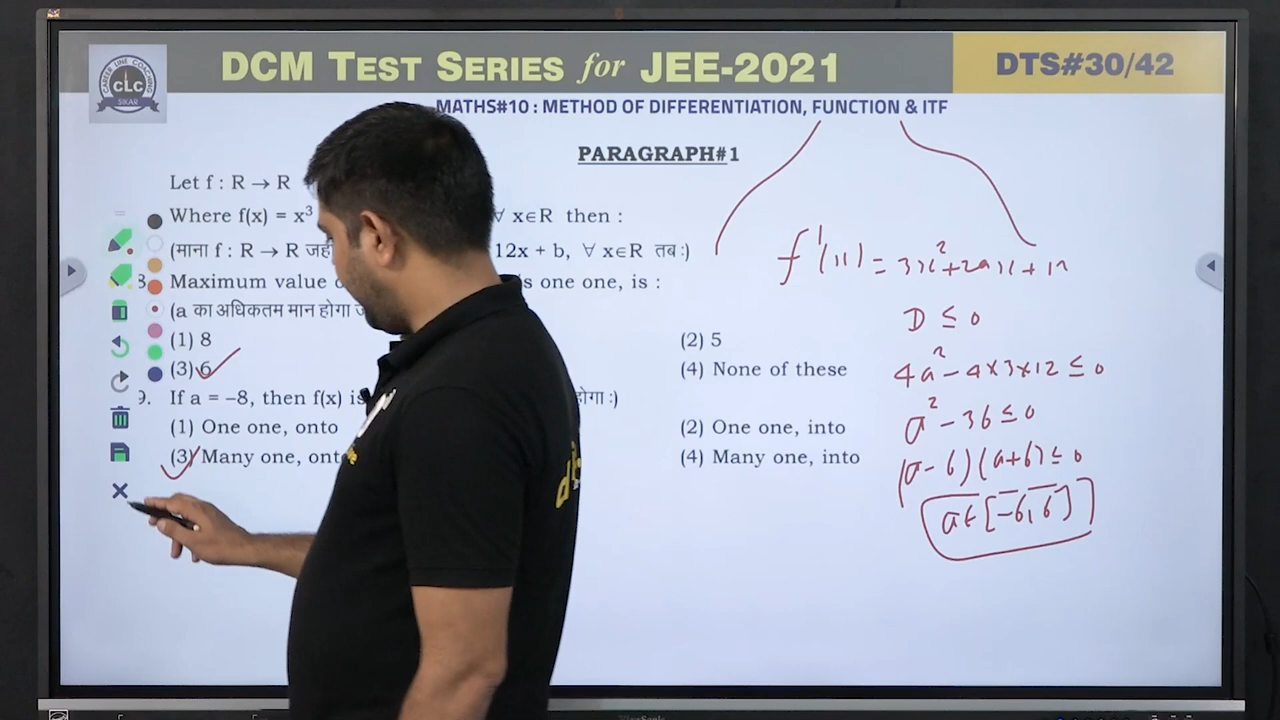 CAREER LINE COACHING
CLC
SIKAR
DCM TEST SERIES for JEE-2021
DTS#30/42
MATHS#10 : METHOD OF DIFFERENTIATION, FUNCTION & ITF
PARAGRAPH#1
Let f : R → R
Where f(x) = x³ ∀ x∈R then :
(माना f : R → R 12x + b, ∀ x∈R तब :)
Maximum value one one, is :
(a का अधिकतम मान होगा
(1) 8
(2) 5
(3) 6
(4) None of these
9. If a = –8, then f(x) is होगा :)
(1) One one, onto
(2) One one, into
(3) Many one, onto
(4) Many one, into
f'(x) = 3x² + 2ax + 12
D ≤ 0
4a² – 4×3×12 ≤ 0
a² – 36 ≤ 0
(a – 6)(a + 6) ≤ 0
a ∈ [–6, 6]
ViewSonic